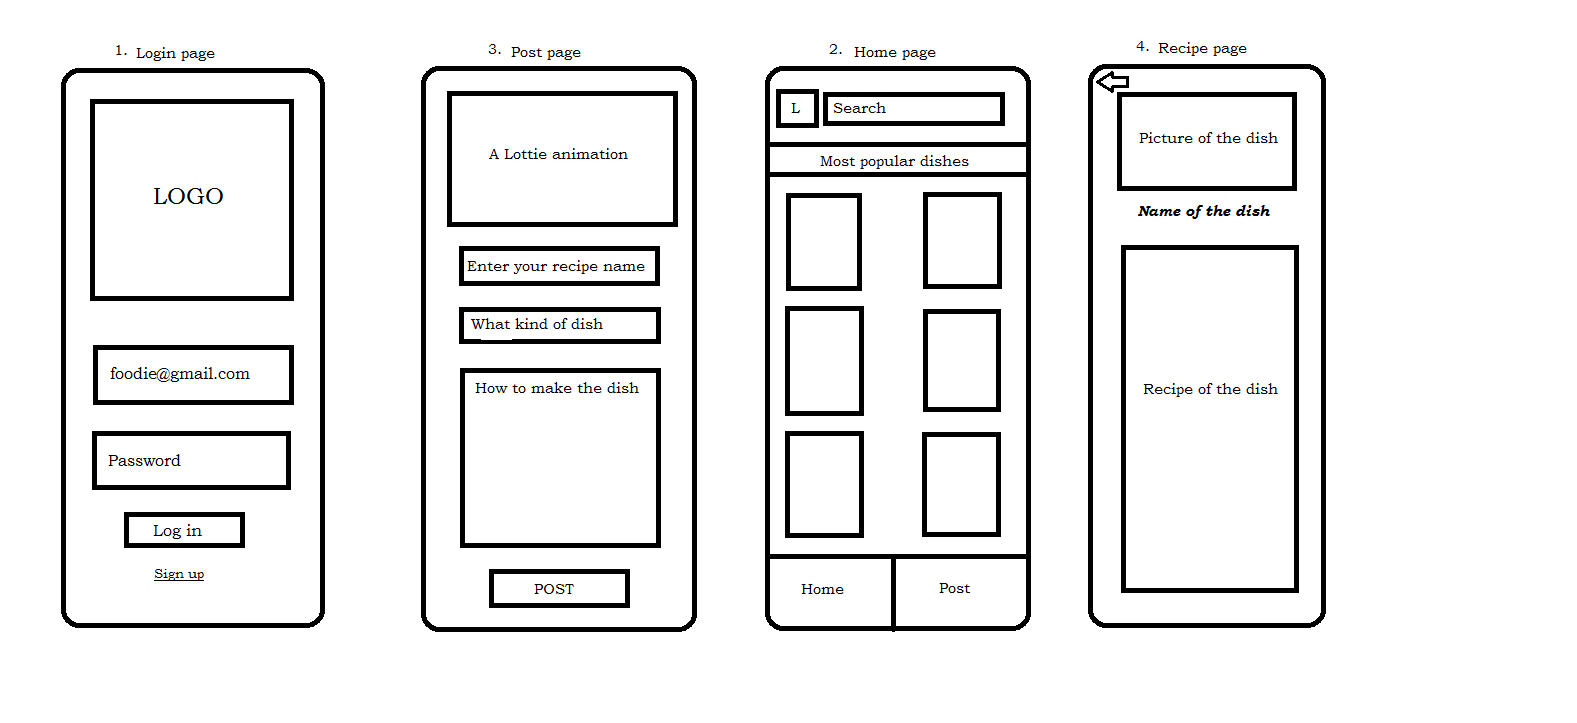 1. Login page
LOGO
foodie@gmail.com
Password
Log in
Sign up
3. Post page
A Lottie animation
Enter your recipe name
What kind of dish
How to make the dish
POST
2. Home page
L
Search
Most popular dishes
Home
Post
4. Recipe page
Picture of the dish
Name of the dish
Recipe of the dish